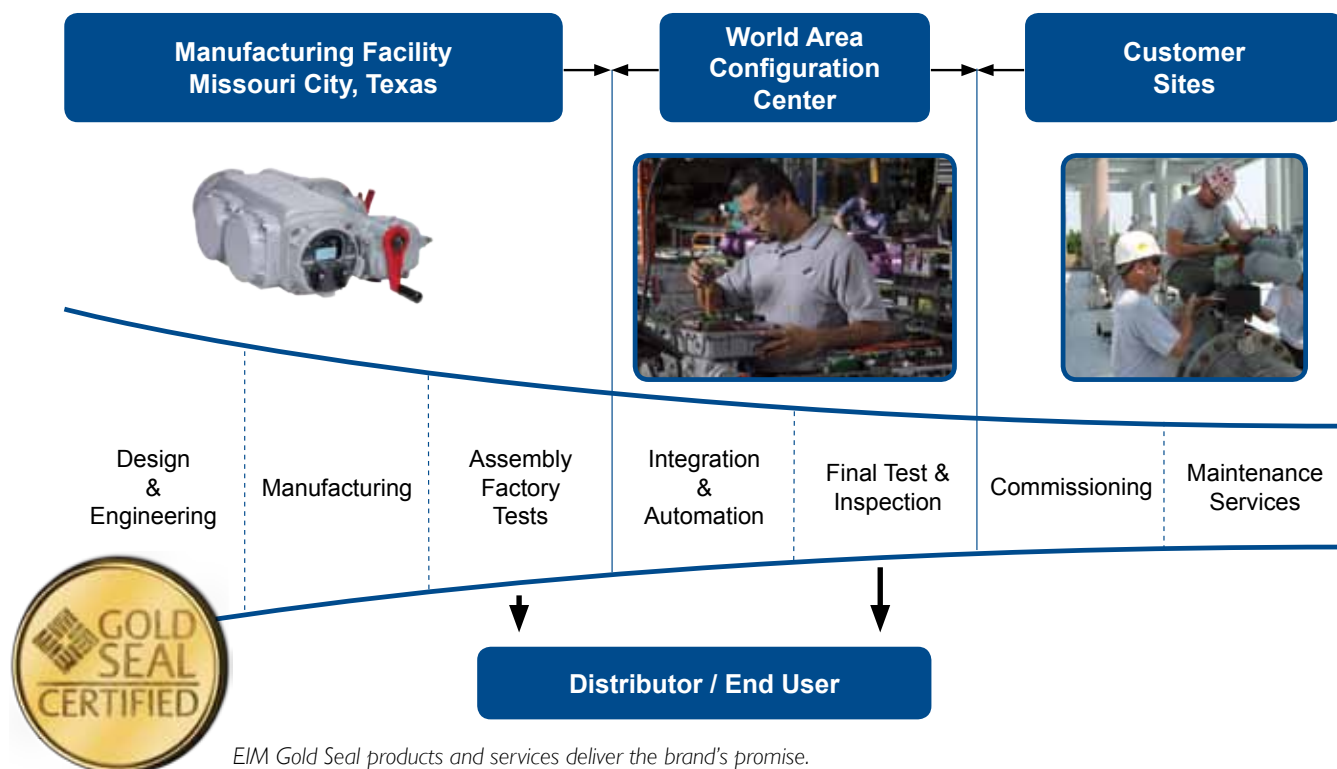 Manufacturing Facility
Missouri City, Texas
World Area
Configuration
Center
Customer
Sites
Design
&
Engineering
Manufacturing
Assembly
Factory
Tests
Integration
&
Automation
Final Test &
Inspection
Commissioning
Maintenance
Services
GOLD
SEAL
CERTIFIED
Distributor / End User
EIM Gold Seal products and services deliver the brand's promise.